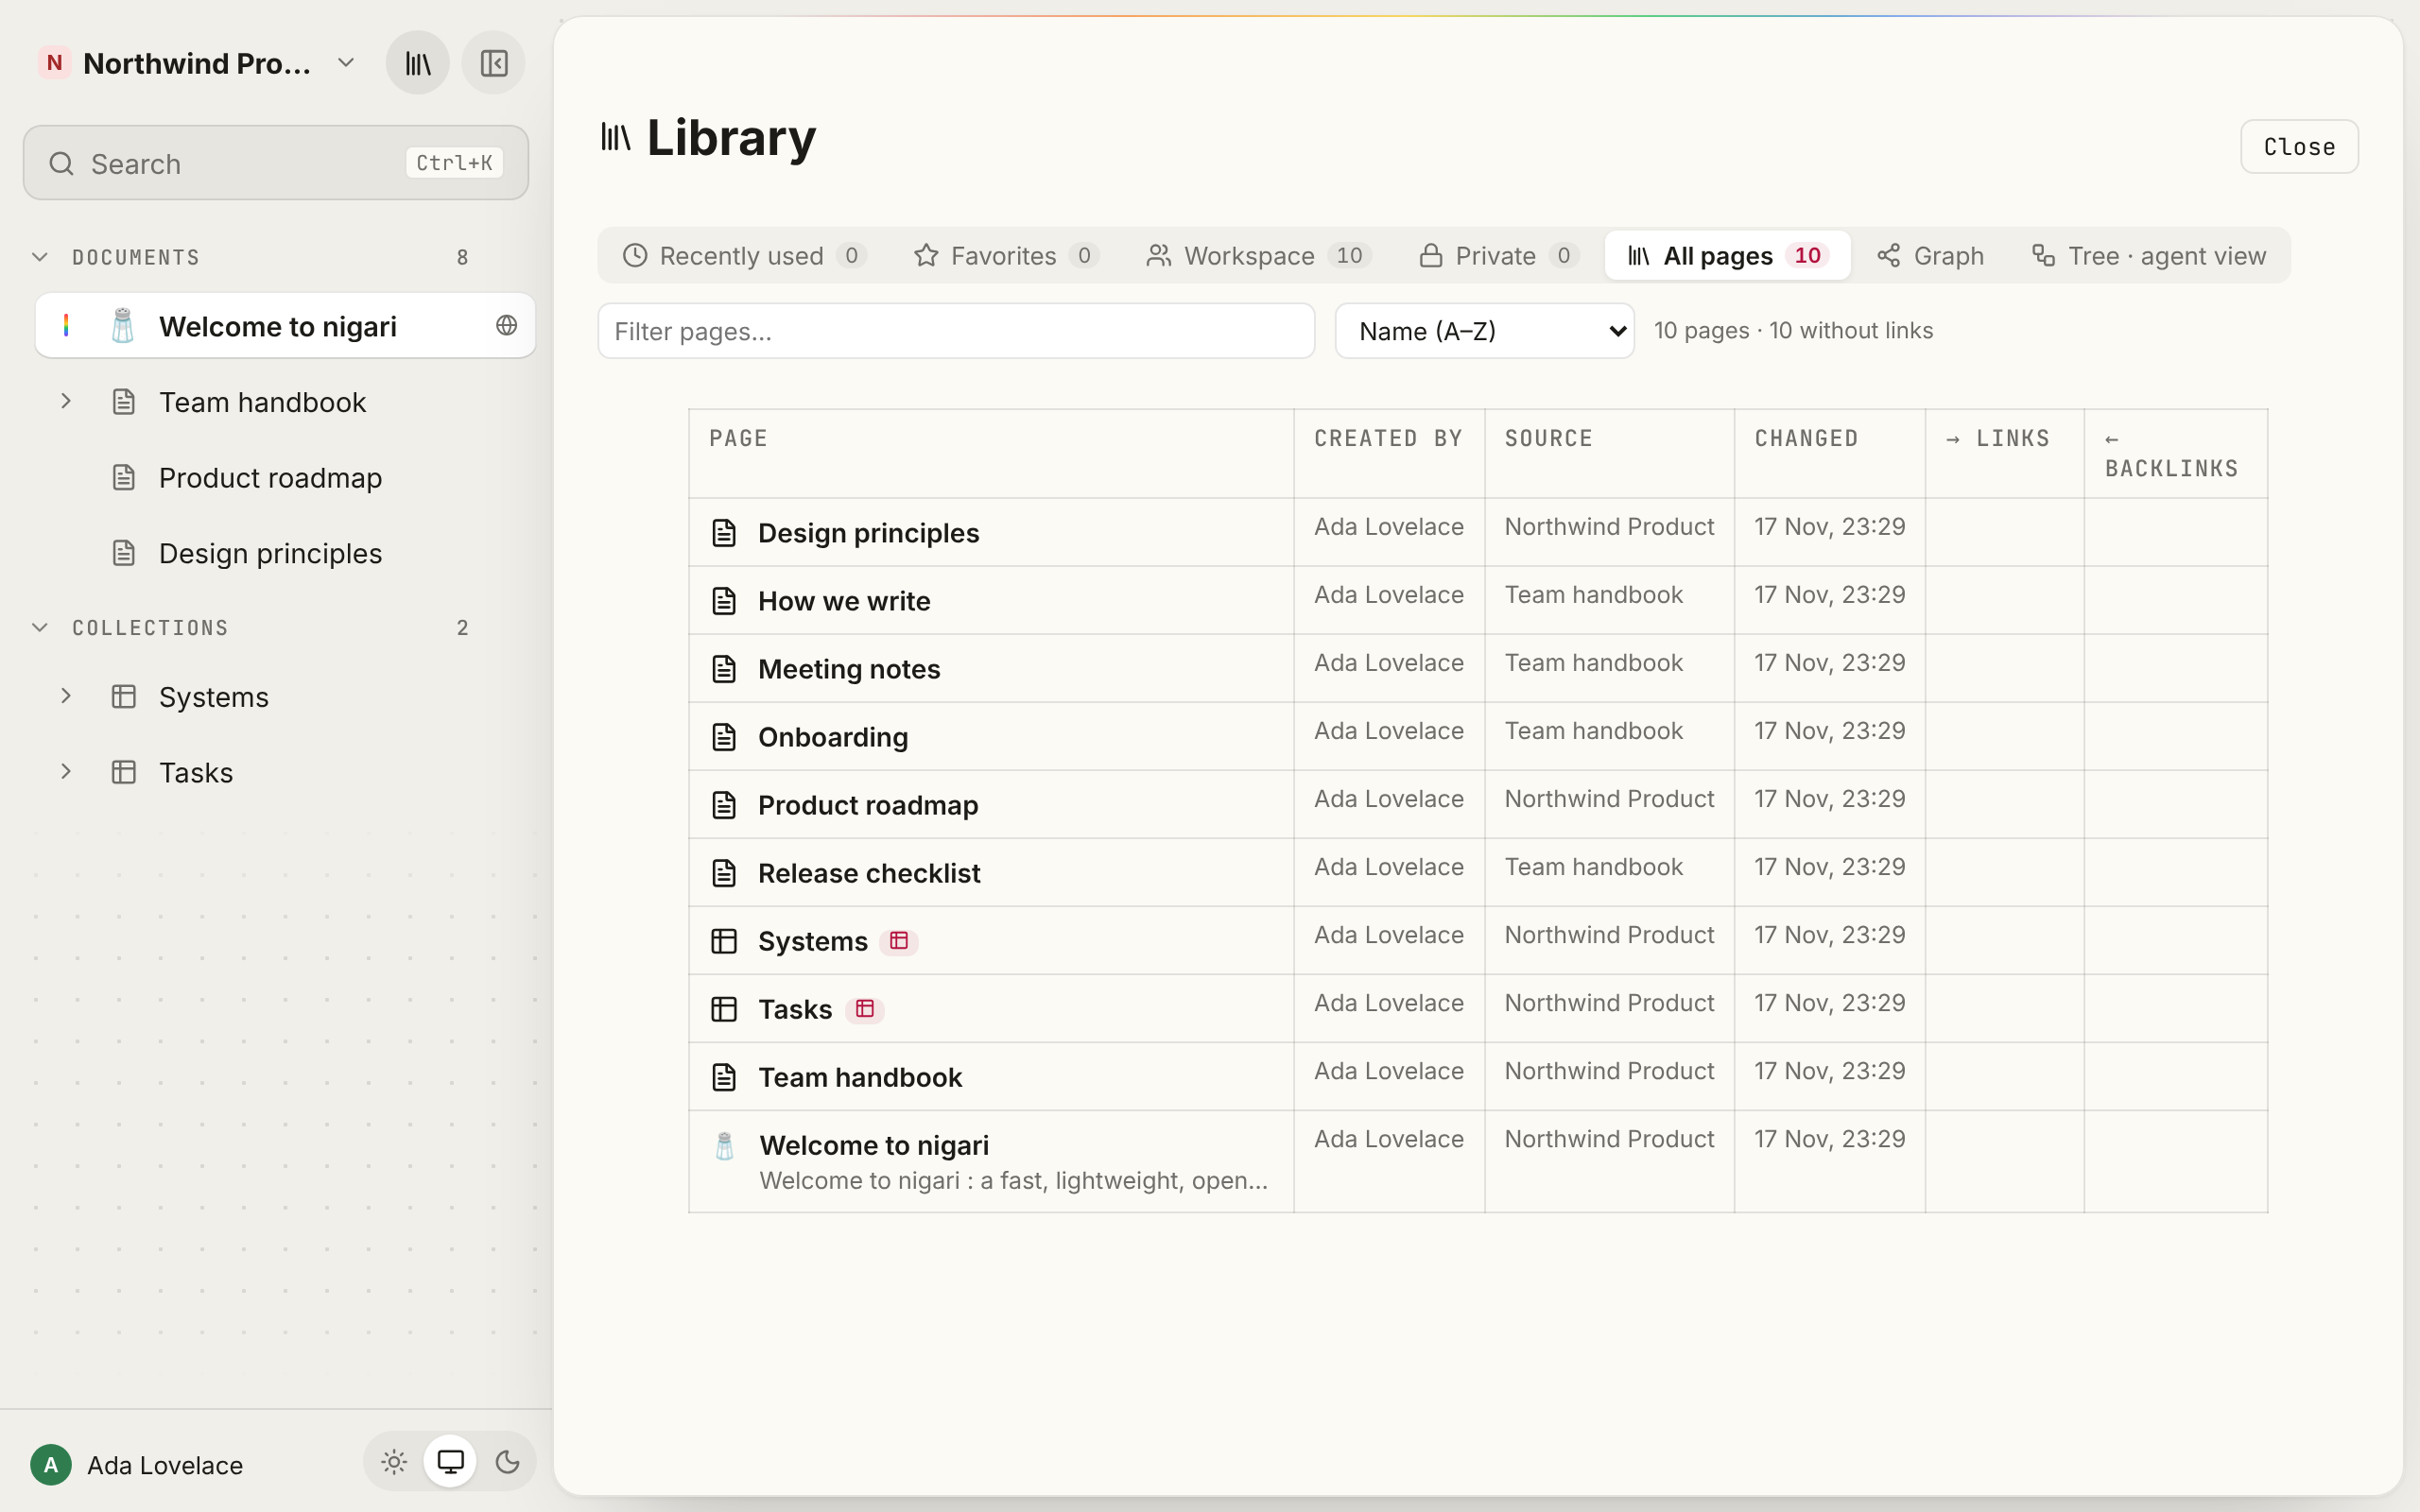 N Northwind Pro...
Search Ctrl+K
DOCUMENTS 8
Welcome to nigari
Team handbook
Product roadmap
Design principles
COLLECTIONS 2
Systems
Tasks
A Ada Lovelace
Library
Close
Recently used 0 Favorites 0 Workspace 10 Private 0 All pages 10 Graph Tree · agent view
Filter pages... Name (A–Z) 10 pages · 10 without links
PAGE CREATED BY SOURCE CHANGED → LINKS ←
BACKLINKS
Design principles Ada Lovelace Northwind Product 17 Nov, 23:29
How we write Ada Lovelace Team handbook 17 Nov, 23:29
Meeting notes Ada Lovelace Team handbook 17 Nov, 23:29
Onboarding Ada Lovelace Team handbook 17 Nov, 23:29
Product roadmap Ada Lovelace Northwind Product 17 Nov, 23:29
Release checklist Ada Lovelace Team handbook 17 Nov, 23:29
Systems Ada Lovelace Northwind Product 17 Nov, 23:29
Tasks Ada Lovelace Northwind Product 17 Nov, 23:29
Team handbook Ada Lovelace Northwind Product 17 Nov, 23:29
Welcome to nigari Ada Lovelace Northwind Product 17 Nov, 23:29
Welcome to nigari : a fast, lightweight, open...